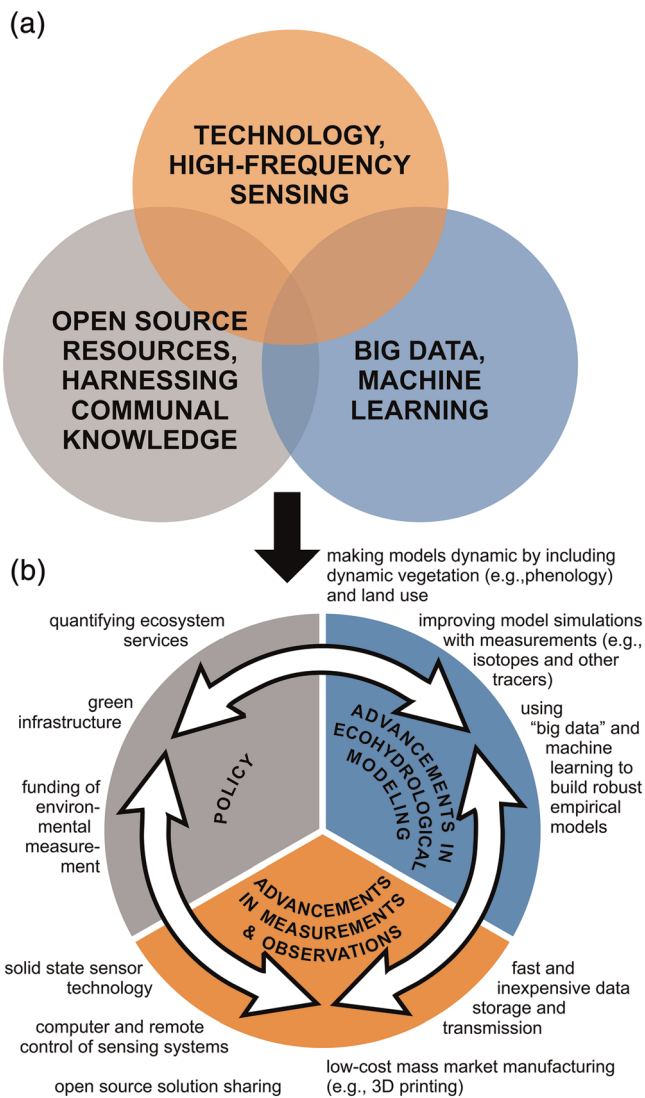 (a)
TECHNOLOGY,
HIGH-FREQUENCY
SENSING
OPEN SOURCE
RESOURCES,
HARNESSING
COMMUNAL
KNOWLEDGE
BIG DATA,
MACHINE
LEARNING
(b)
making models dynamic by including
dynamic vegetation (e.g.,phenology)
and land use
quantifying ecosystem
services
improving model simulations
with measurements (e.g.,
isotopes and other
tracers)
green
infrastructure
using
“big data” and
machine
learning to
build robust
empirical
models
funding of
environ-
mental
measure-
ment
POLICY
ADVANCEMENTS IN
ECOHYDROLOGICAL
MODELING
ADVANCEMENTS
IN MEASUREMENTS
& OBSERVATIONS
solid state sensor
technology
fast and
inexpensive data
storage and
transmission
computer and remote
control of sensing systems
open source solution sharing
low-cost mass market manufacturing
(e.g., 3D printing)